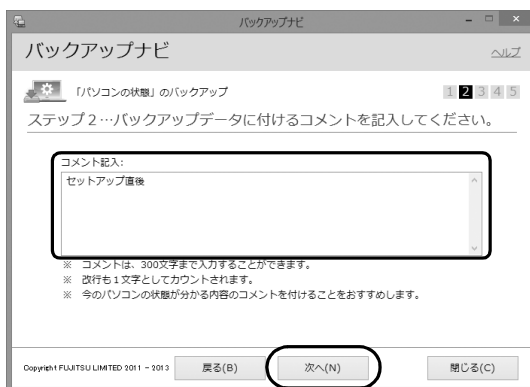 バックアップナビ
バックアップナビ
ヘルプ
「パソコンの状態」のバックアップ
1 2 3 4 5
ステップ2…バックアップデータに付けるコメントを記入してください。
コメント記入:
セットアップ直後
※ コメントは、300文字まで入力することができます。
※ 改行も1文字としてカウントされます。
※ 今のパソコンの状態が分かる内容のコメントを付けることをおすすめします。
Copyright FUJITSU LIMITED 2011 - 2013
戻る(B)
次へ(N)
閉じる(C)